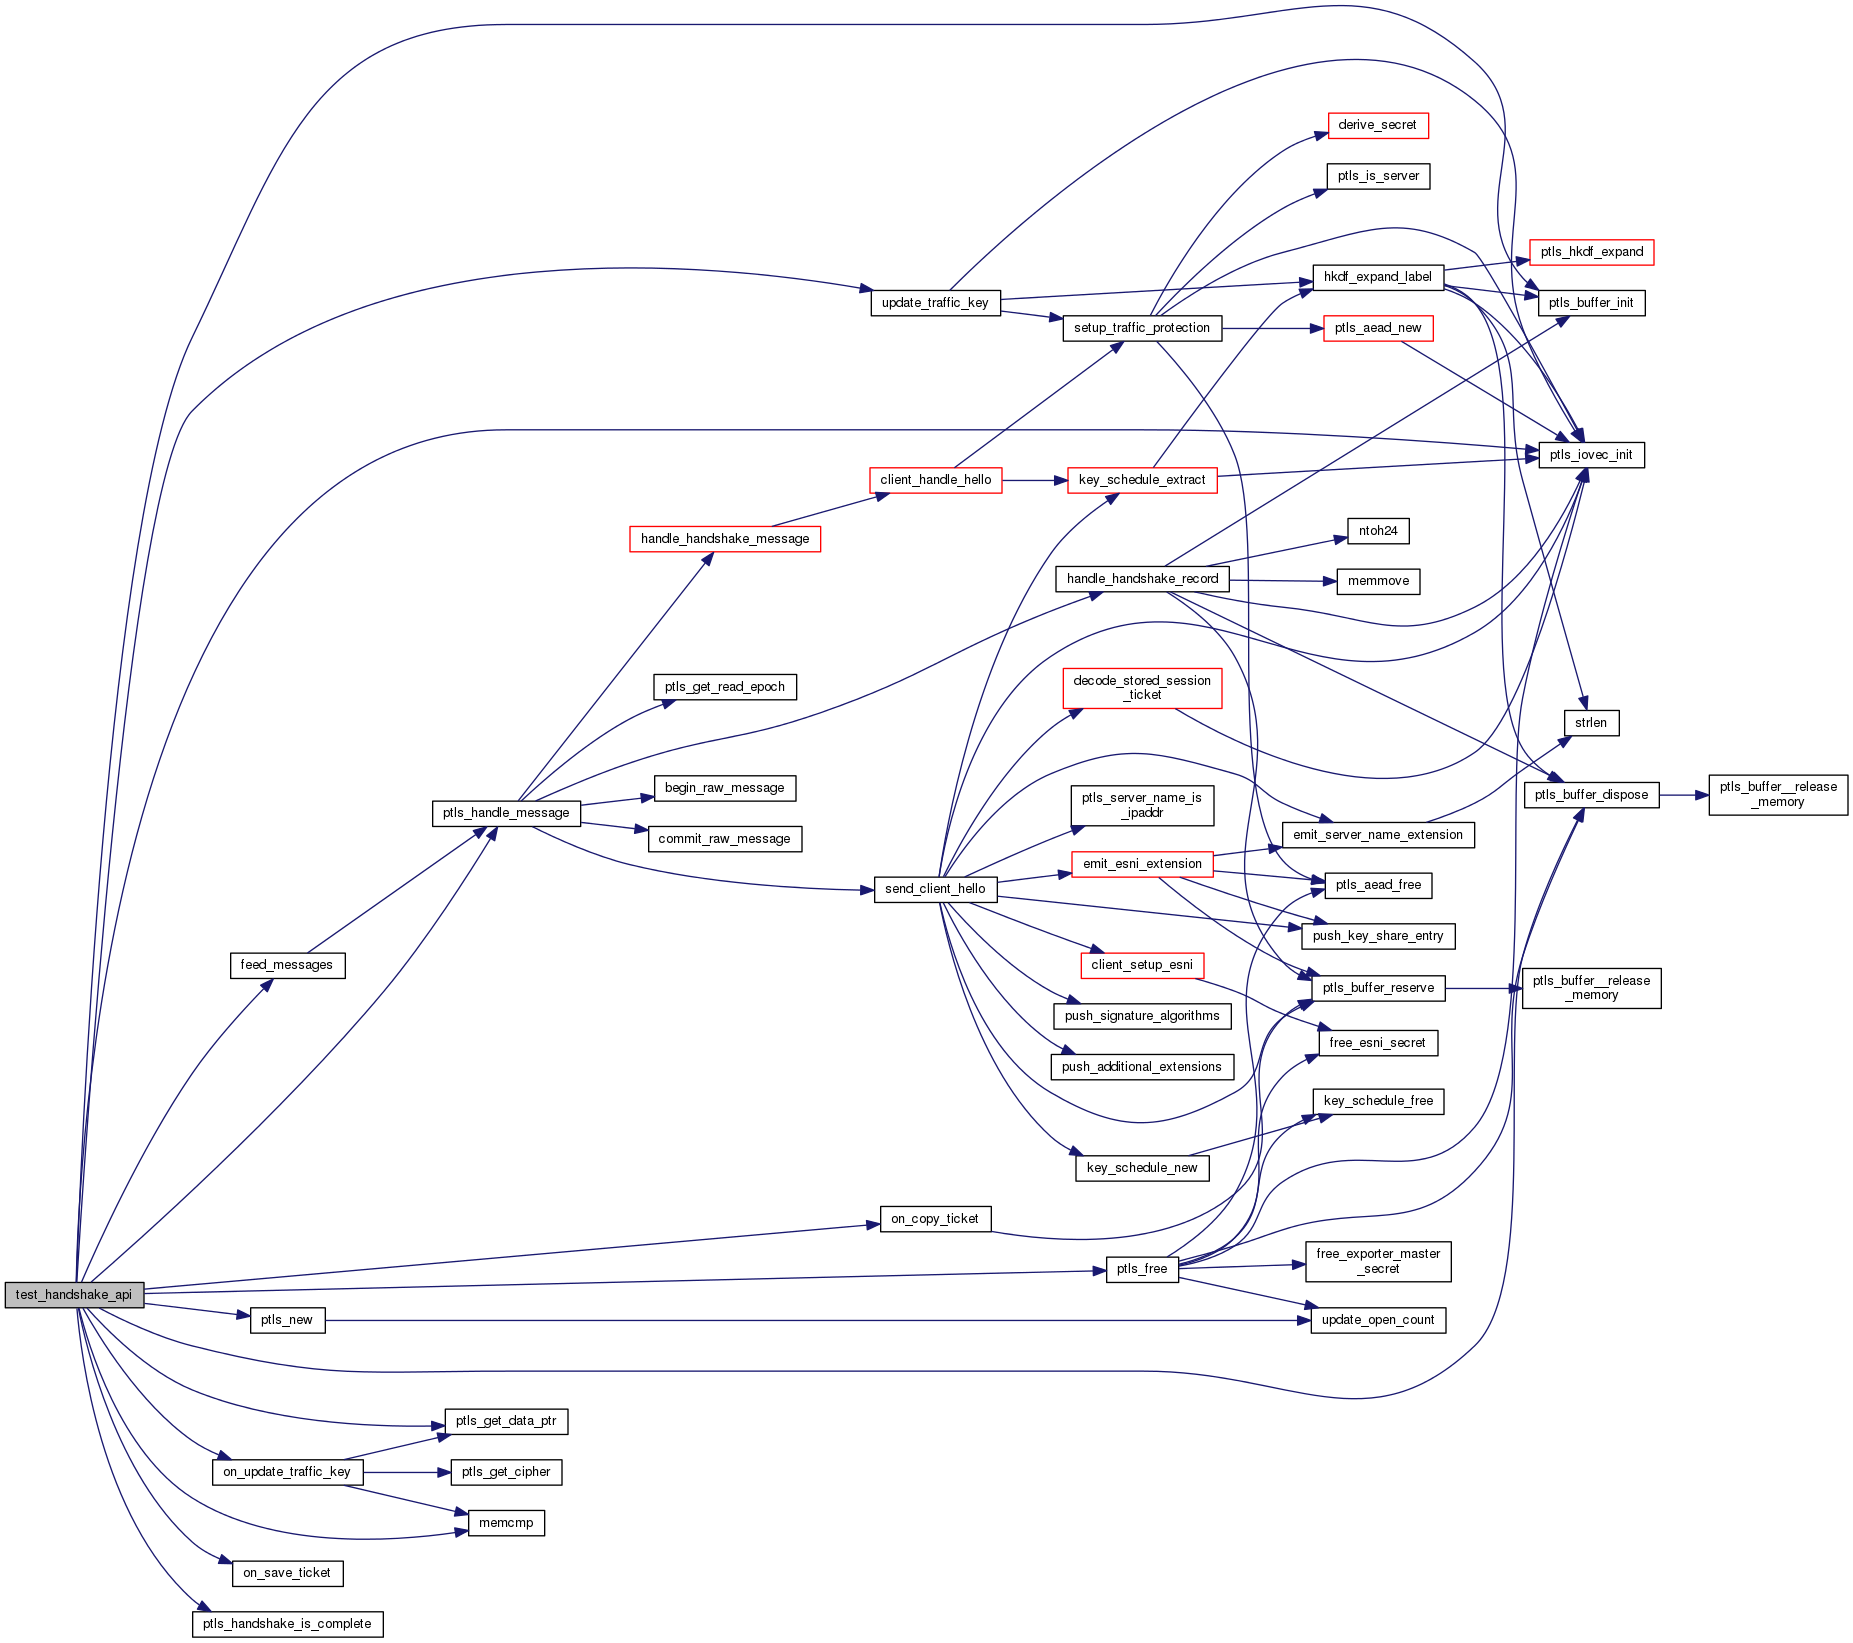 derive_secret
ptls_is_server
ptls_hkdf_expand
hkdf_expand_label
update_traffic_key
ptls_buffer_init
setup_traffic_protection
ptls_aead_new
ptls_iovec_init
client_handle_hello
key_schedule_extract
ntoh24
handle_handshake_message
handle_handshake_record
memmove
decode_stored_session
_ticket
ptls_get_read_epoch
strlen
begin_raw_message
ptls_buffer_dispose
ptls_buffer__release
_memory
ptls_server_name_is
_ipaddr
ptls_handle_message
commit_raw_message
emit_server_name_extension
emit_esni_extension
send_client_hello
ptls_aead_free
push_key_share_entry
feed_messages
client_setup_esni
ptls_buffer_reserve
ptls_buffer__release
_memory
push_signature_algorithms
free_esni_secret
push_additional_extensions
key_schedule_free
key_schedule_new
on_copy_ticket
free_exporter_master
_secret
ptls_free
test_handshake_api
ptls_new
update_open_count
ptls_get_data_ptr
on_update_traffic_key
ptls_get_cipher
memcmp
on_save_ticket
ptls_handshake_is_complete